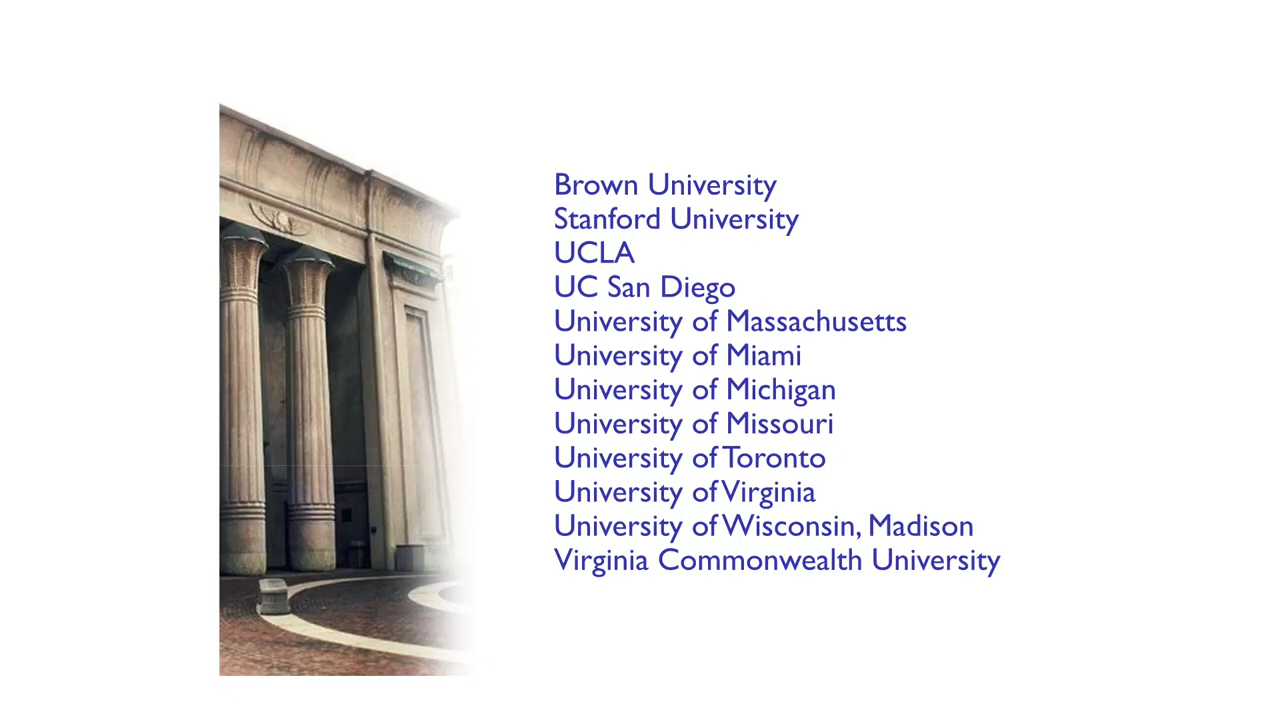 Brown University
Stanford University
UCLA
UC San Diego
University of Massachusetts
University of Miami
University of Michigan
University of Missouri
University of Toronto
University of Virginia
University of Wisconsin, Madison
Virginia Commonwealth University